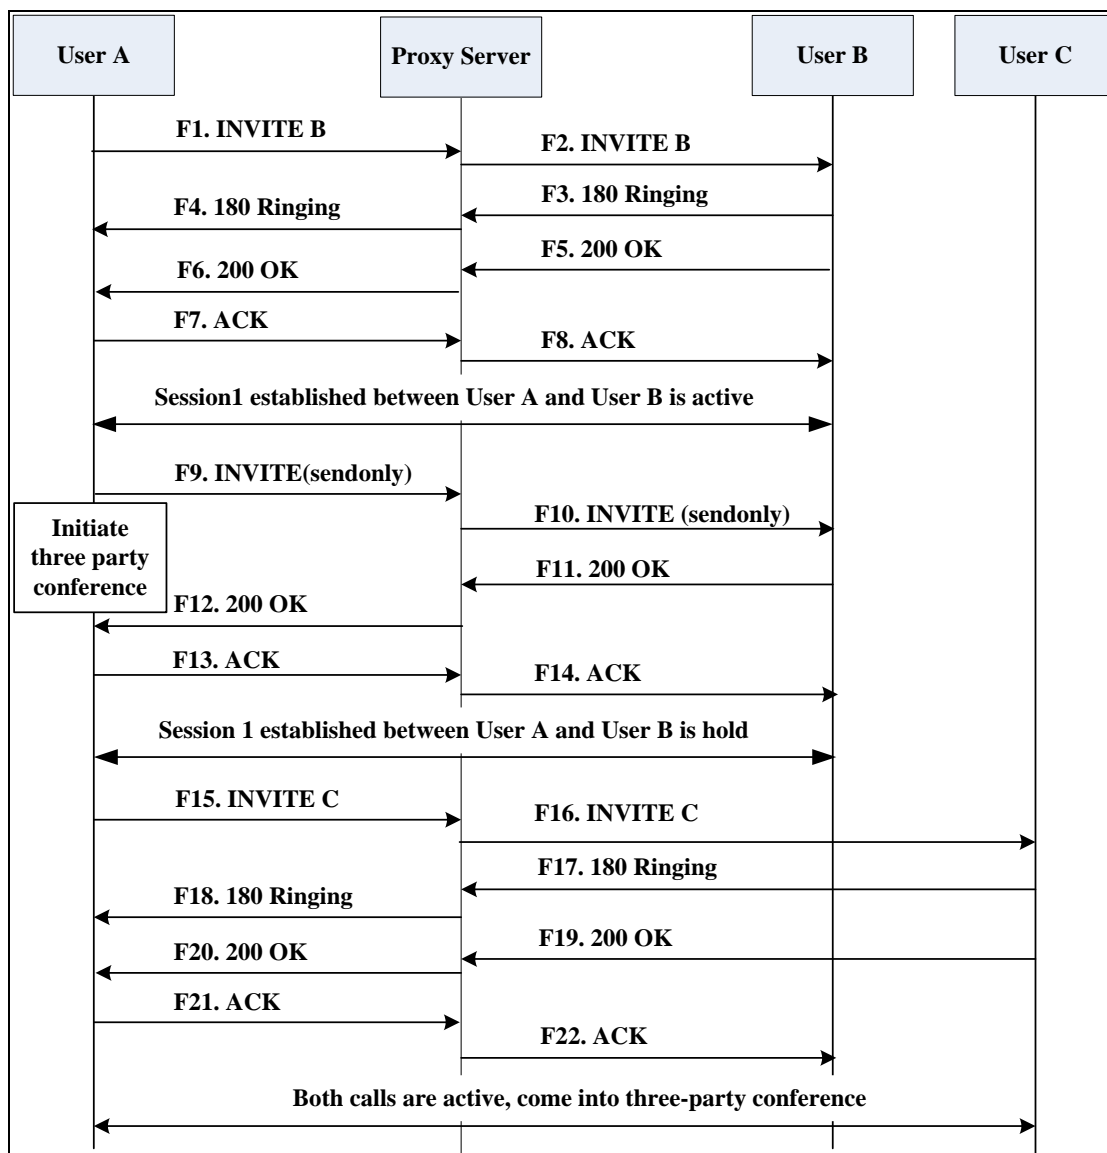 User A
Proxy Server
User B
User C
F1. INVITE B
F2. INVITE B
F3. 180 Ringing
F4. 180 Ringing
F5. 200 OK
F6. 200 OK
F7. ACK
F8. ACK
Session1 established between User A and User B is active
F9. INVITE(sendonly)
Initiate
three party
conference
F10. INVITE (sendonly)
F11. 200 OK
F12. 200 OK
F13. ACK
F14. ACK
Session 1 established between User A and User B is hold
F15. INVITE C
F16. INVITE C
F17. 180 Ringing
F18. 180 Ringing
F19. 200 OK
F20. 200 OK
F21. ACK
F22. ACK
Both calls are active, come into three-party conference